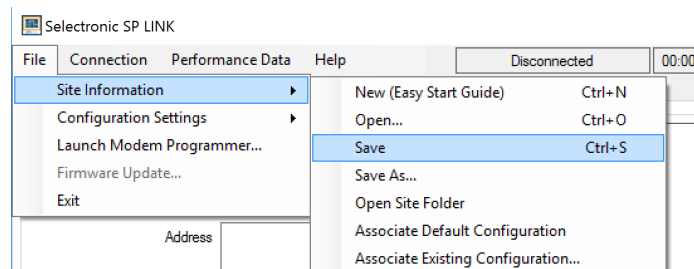 Selectronic SP LINK
File Connection Performance Data Help Disconnected 00:00
Site Information
Configuration Settings
Launch Modem Programmer...
Firmware Update...
Exit
New (Easy Start Guide) Ctrl+N
Open... Ctrl+O
Save Ctrl+S
Save As...
Open Site Folder
Associate Default Configuration
Associate Existing Configuration...
Address